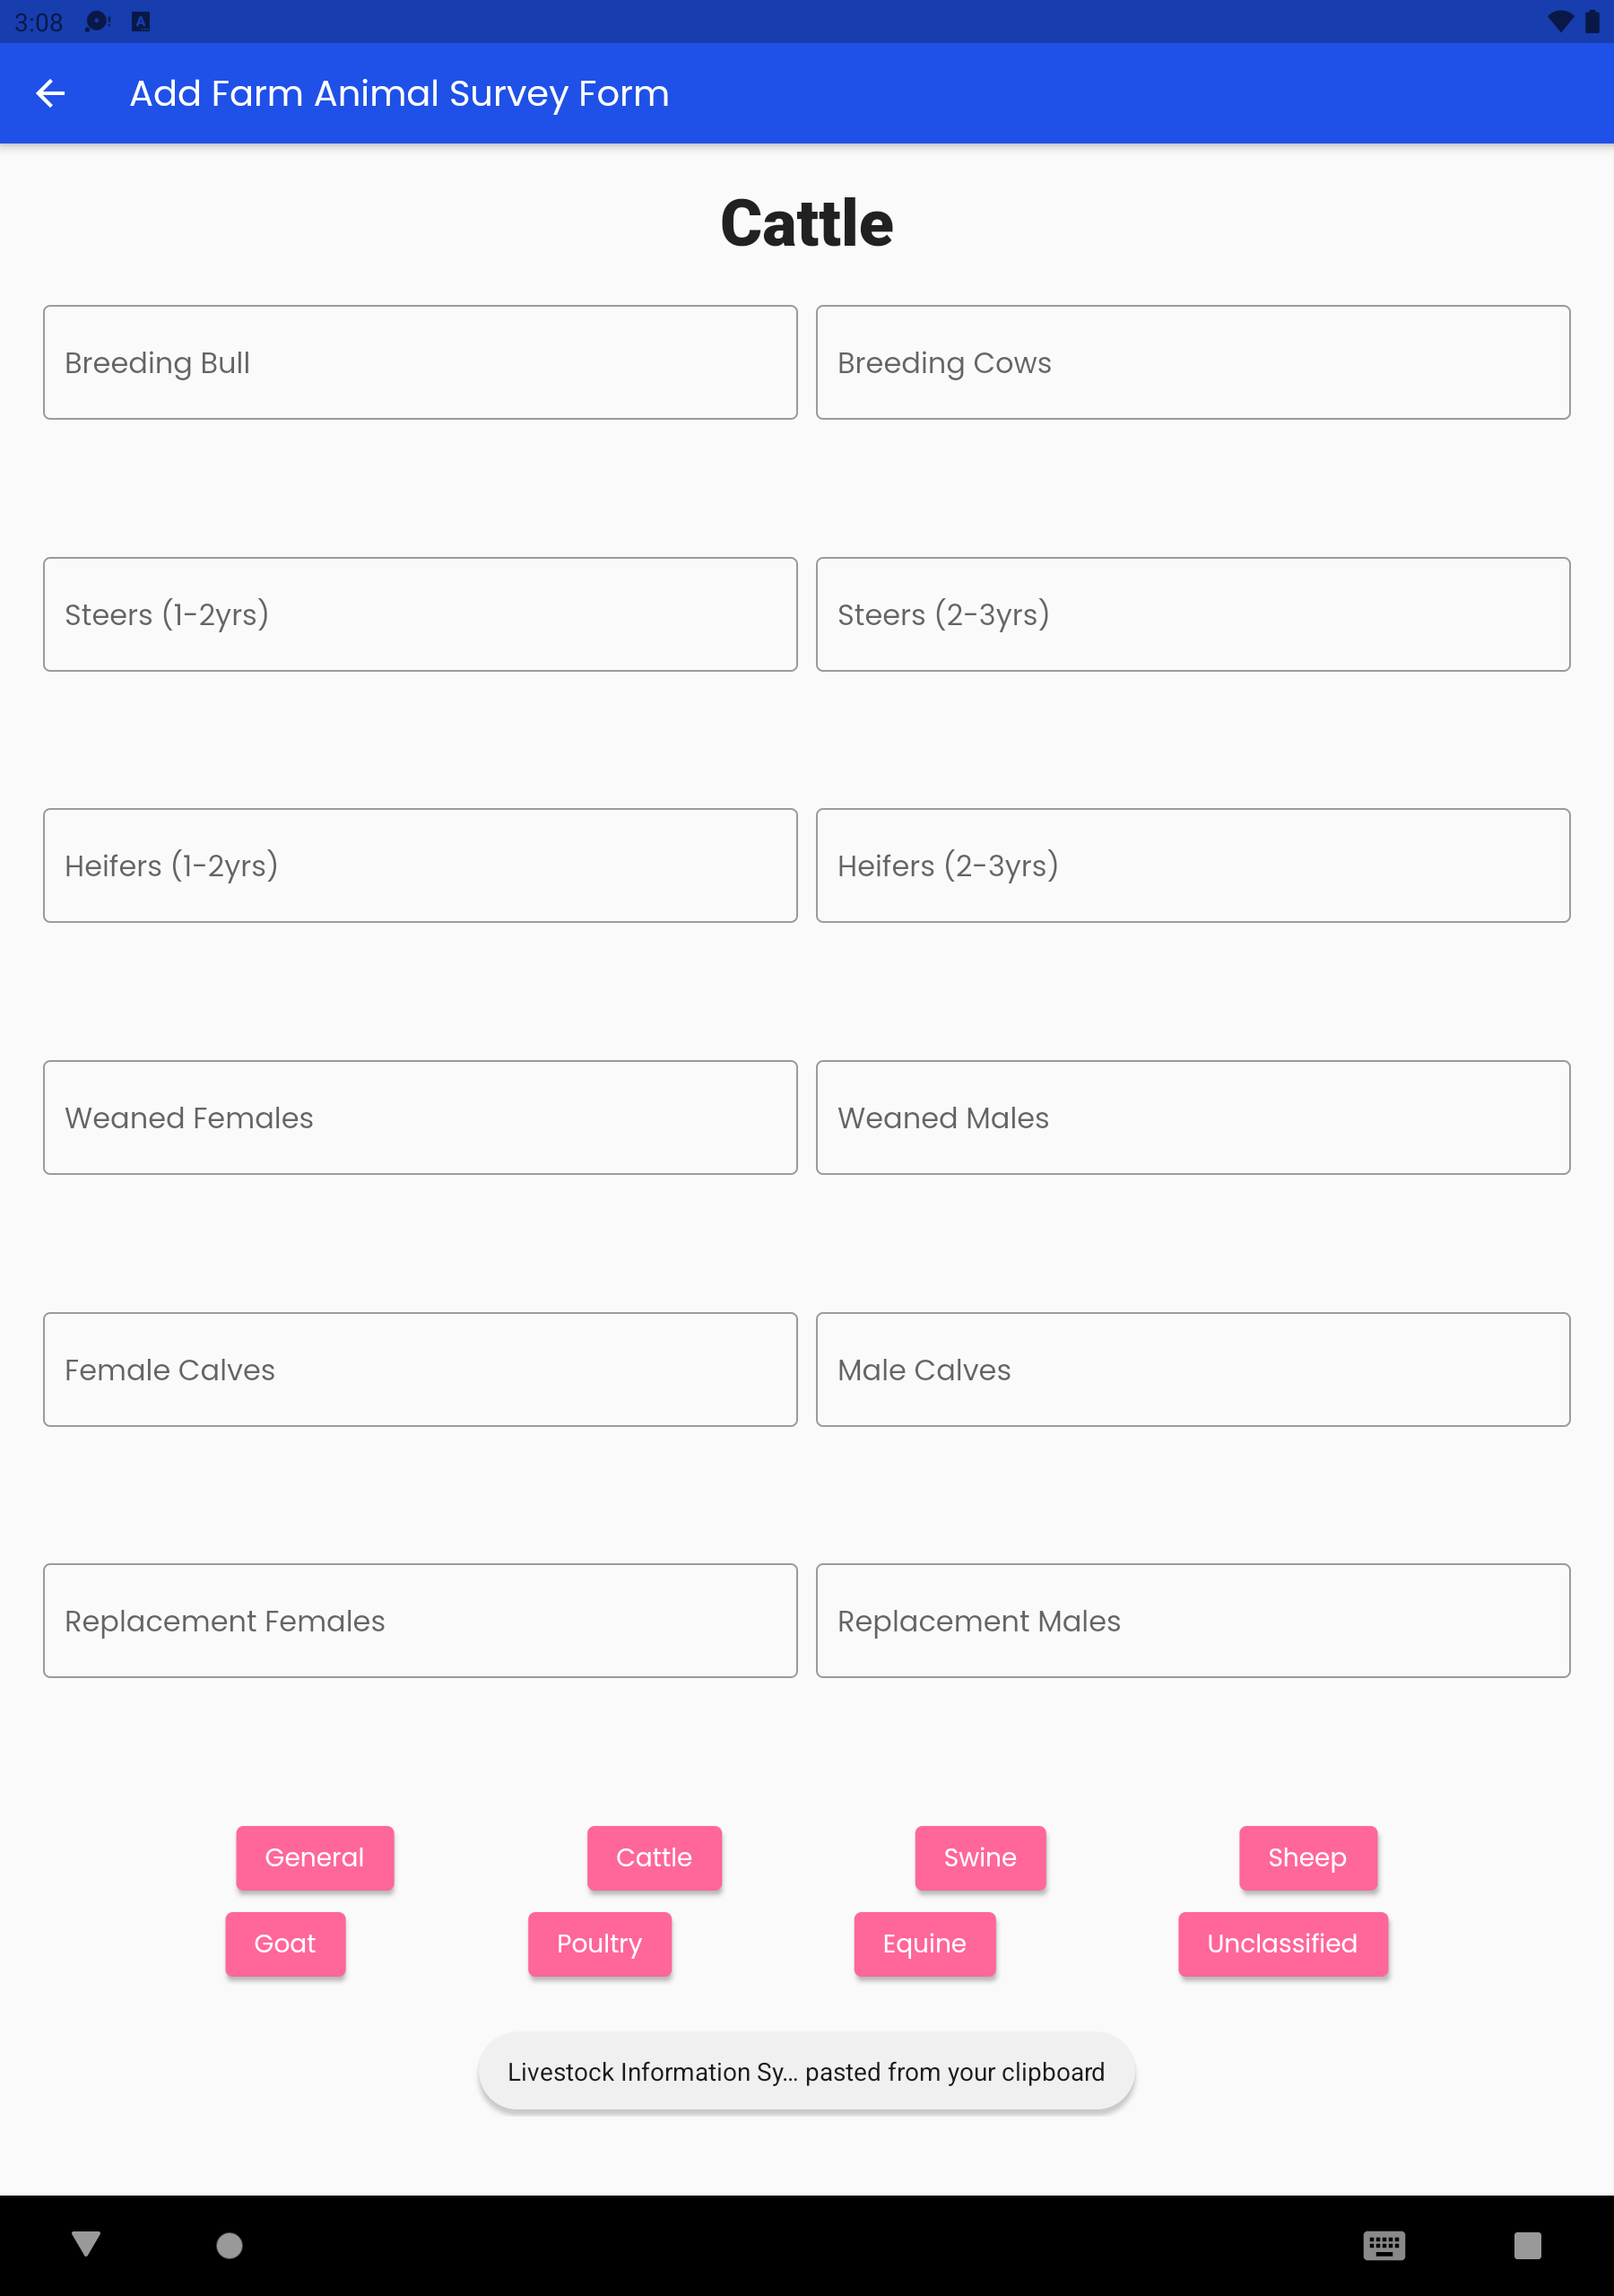 3:08
Add Farm Animal Survey Form
Cattle
Breeding Bull
Breeding Cows
Steers (1-2yrs)
Steers (2-3yrs)
Heifers (1-2yrs)
Heifers (2-3yrs)
Weaned Females
Weaned Males
Female Calves
Male Calves
Replacement Females
Replacement Males
General
Cattle
Swine
Sheep
Goat
Poultry
Equine
Unclassified
Livestock Information Sy... pasted from your clipboard